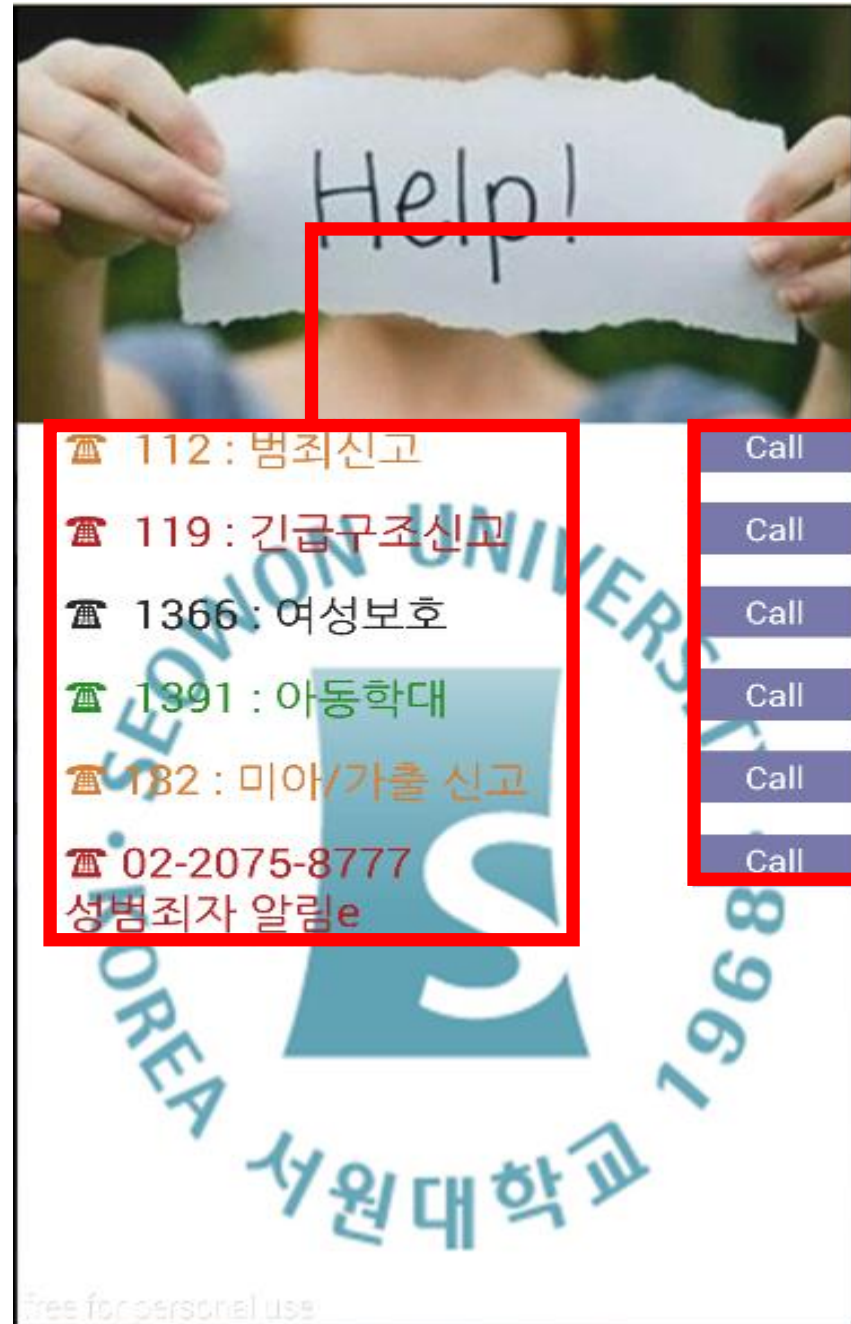 Help!
☎ 112 : 범죄신고
Call
☎ 119 : 긴급구조신고
Call
☎ 1366 : 여성보호
Call
☎ 1391 : 아동학대
Call
☎ 182 : 미아/가출 신고
Call
☎ 02-2075-8777
Call
성범죄자 알림e
KOREA · SEOWON UNIVERSITY · 1968
S
서원대학교
free for personal use